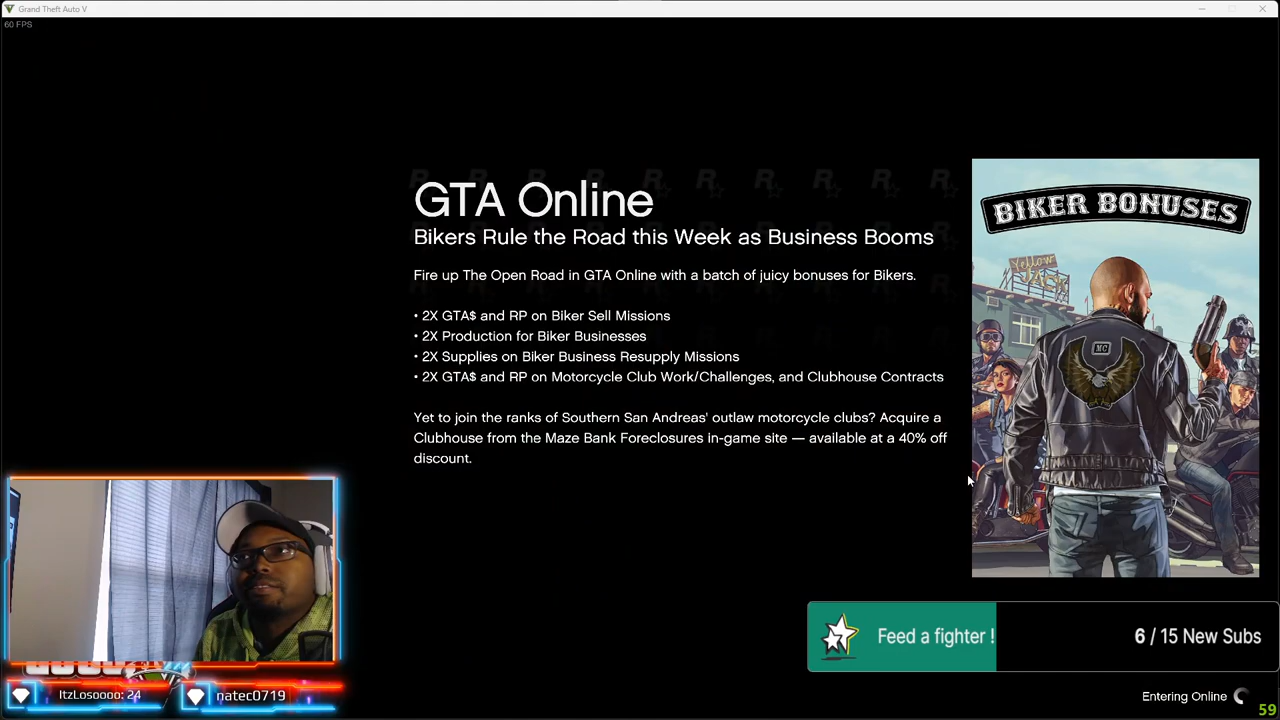 Grand Theft Auto V
60 FPS
GTA Online
Bikers Rule the Road this Week as Business Booms
Fire up The Open Road in GTA Online with a batch of juicy bonuses for Bikers.
• 2X GTA$ and RP on Biker Sell Missions
• 2X Production for Biker Businesses
• 2X Supplies on Biker Business Resupply Missions
• 2X GTA$ and RP on Motorcycle Club Work/Challenges, and Clubhouse Contracts
Yet to join the ranks of Southern San Andreas' outlaw motorcycle clubs? Acquire a
Clubhouse from the Maze Bank Foreclosures in-game site — available at a 40% off
discount.
BIKER BONUSES
Yellow
JACK
MC
Feed a fighter !
6 / 15 New Subs
ItzLosoooo: 24
natec0719
Entering Online
59